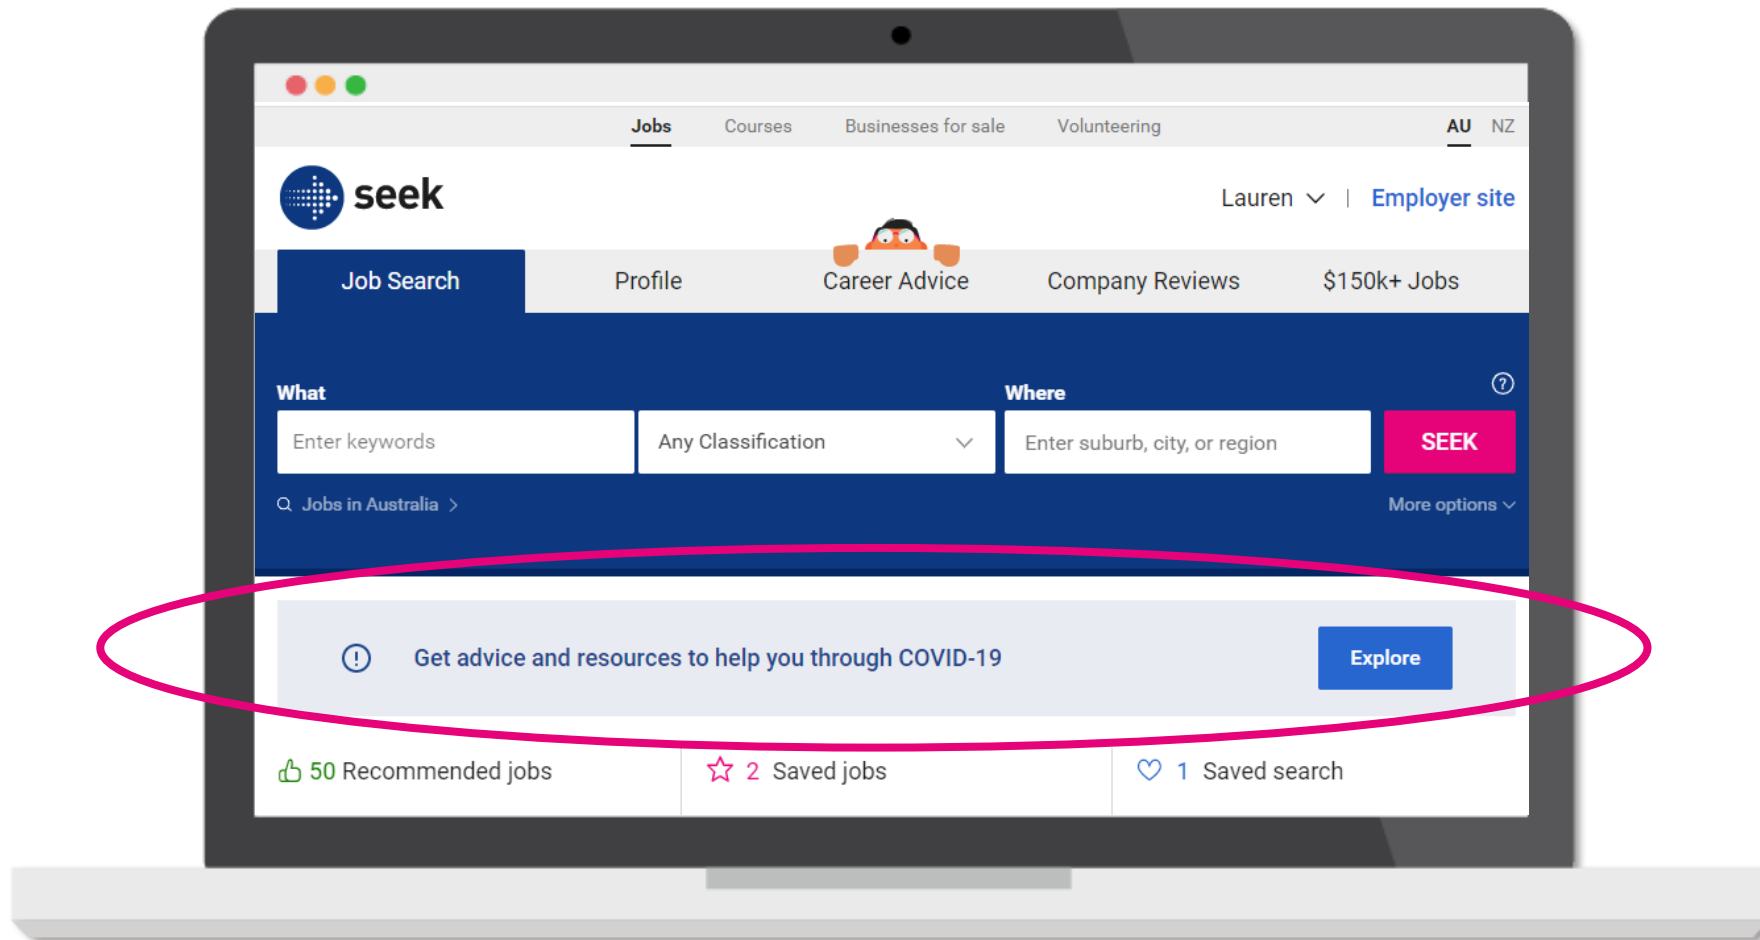 Jobs Courses Businesses for sale Volunteering AU NZ
seek
Lauren | Employer site
Job Search Profile Career Advice Company Reviews $150k+ Jobs
What Where ?
Enter keywords Any Classification Enter suburb, city, or region SEEK
Jobs in Australia > More options
Get advice and resources to help you through COVID-19 Explore
50 Recommended jobs 2 Saved jobs 1 Saved search